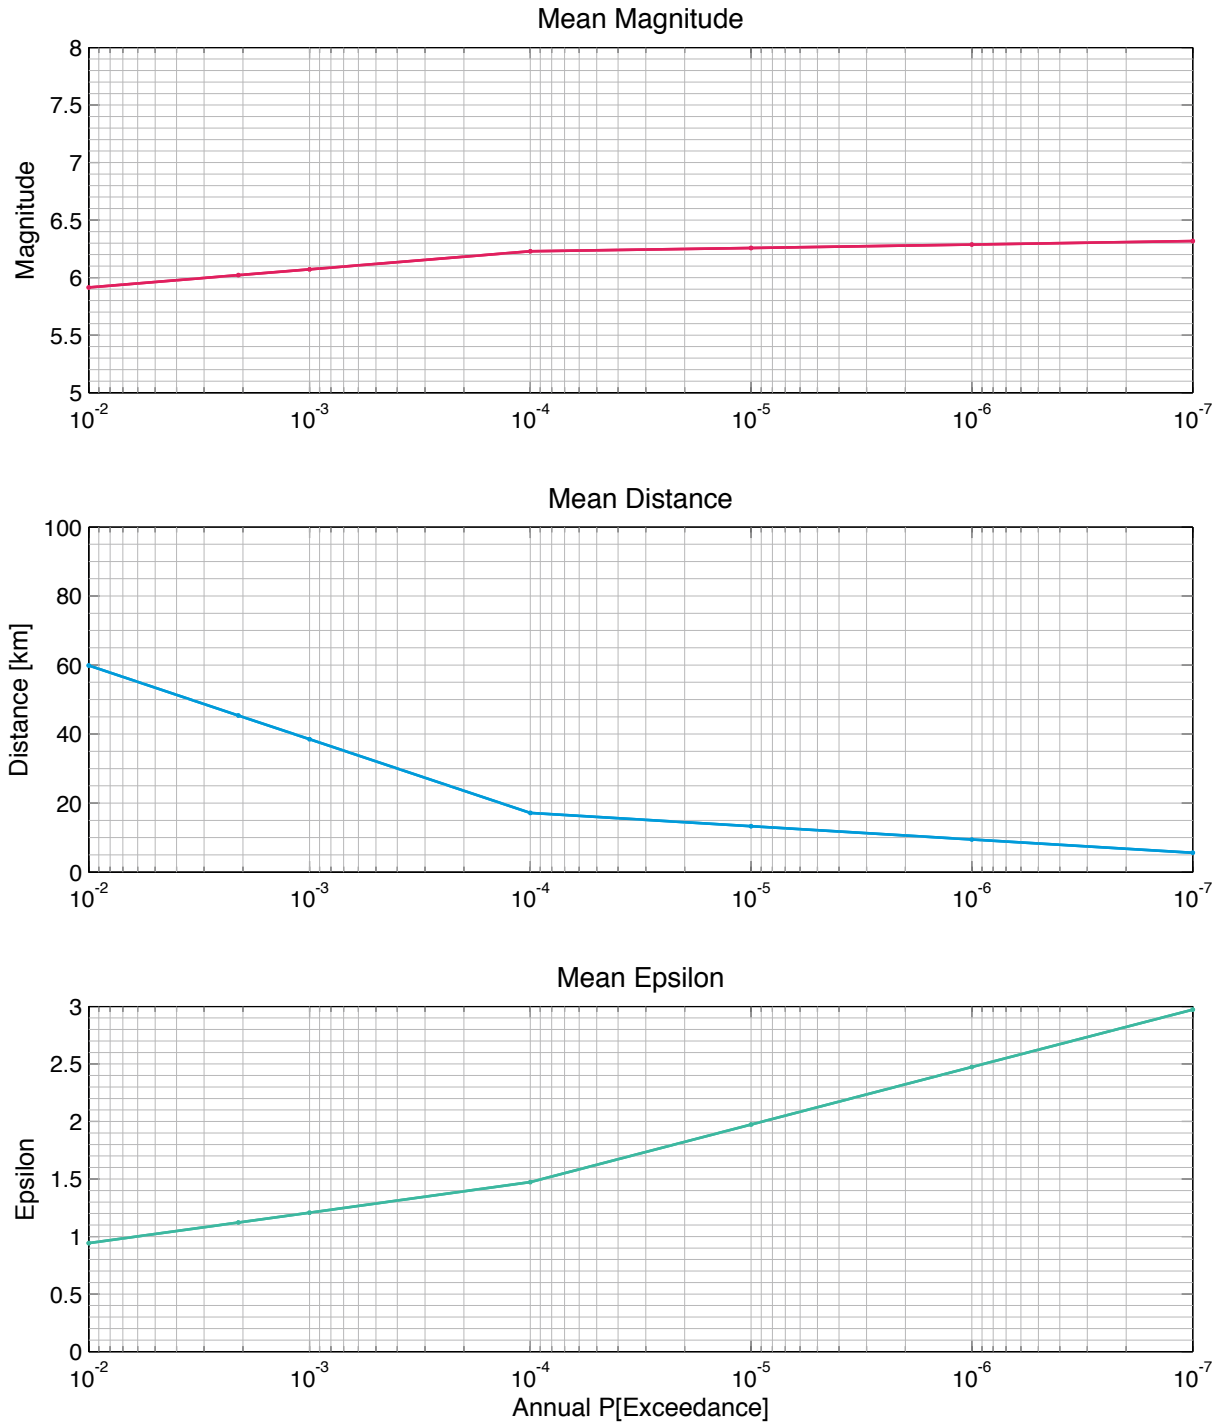 Mean Magnitude
Magnitude
8
7.5
7
6.5
6
5.5
5
10^-2 10^-3 10^-4 10^-5 10^-6 10^-7
Mean Distance
Distance [km]
100
80
60
40
20
0
10^-2 10^-3 10^-4 10^-5 10^-6 10^-7
Mean Epsilon
Epsilon
3
2.5
2
1.5
1
0.5
0
10^-2 10^-3 10^-4 10^-5 10^-6 10^-7
Annual P[Exceedance]